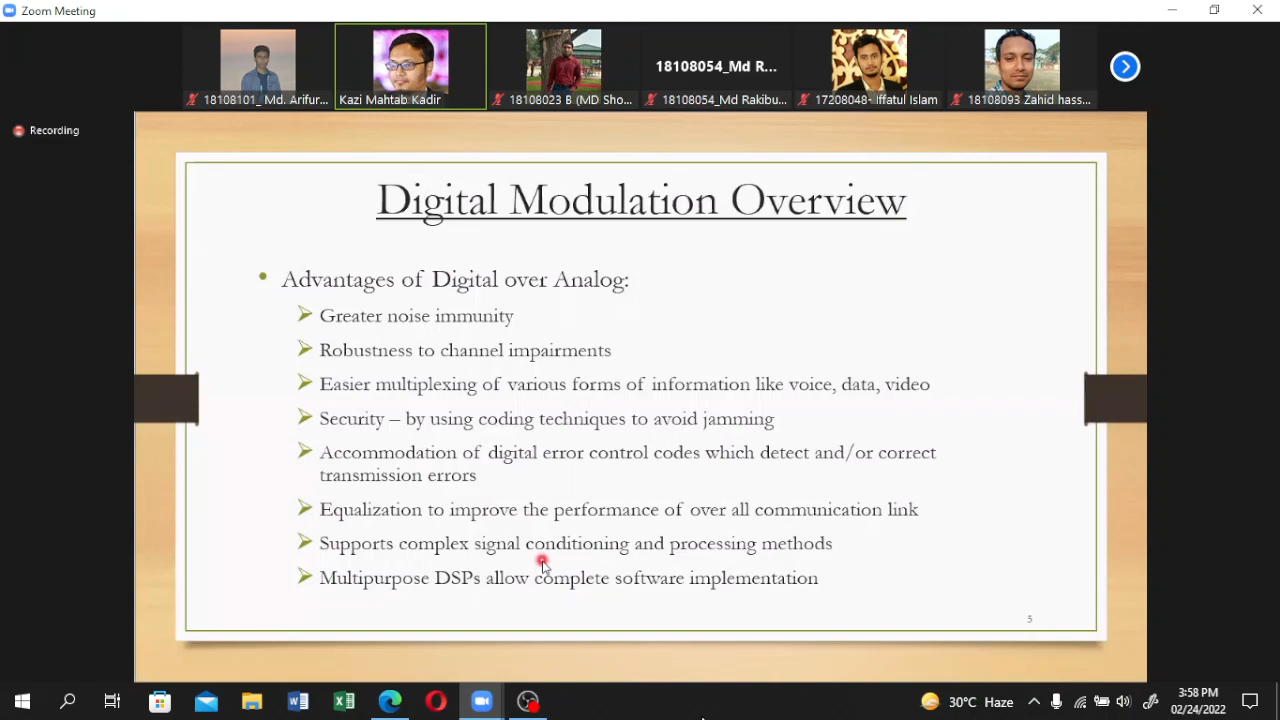 Zoom Meeting
18108054_Md R...
18108101_ Md. Arifur...
Kazi Mahtab Kadir
18108023 B (MD Sho...
18108054_Md Rakibu...
17208048- Iffatul Islam
18108093 Zahid hass...
Recording
Digital Modulation Overview
Advantages of Digital over Analog:
Greater noise immunity
Robustness to channel impairments
Easier multiplexing of various forms of information like voice, data, video
Security – by using coding techniques to avoid jamming
Accommodation of digital error control codes which detect and/or correct
transmission errors
Equalization to improve the performance of over all communication link
Supports complex signal conditioning and processing methods
Multipurpose DSPs allow complete software implementation
5
30°C Haze
3:58 PM
02/24/2022